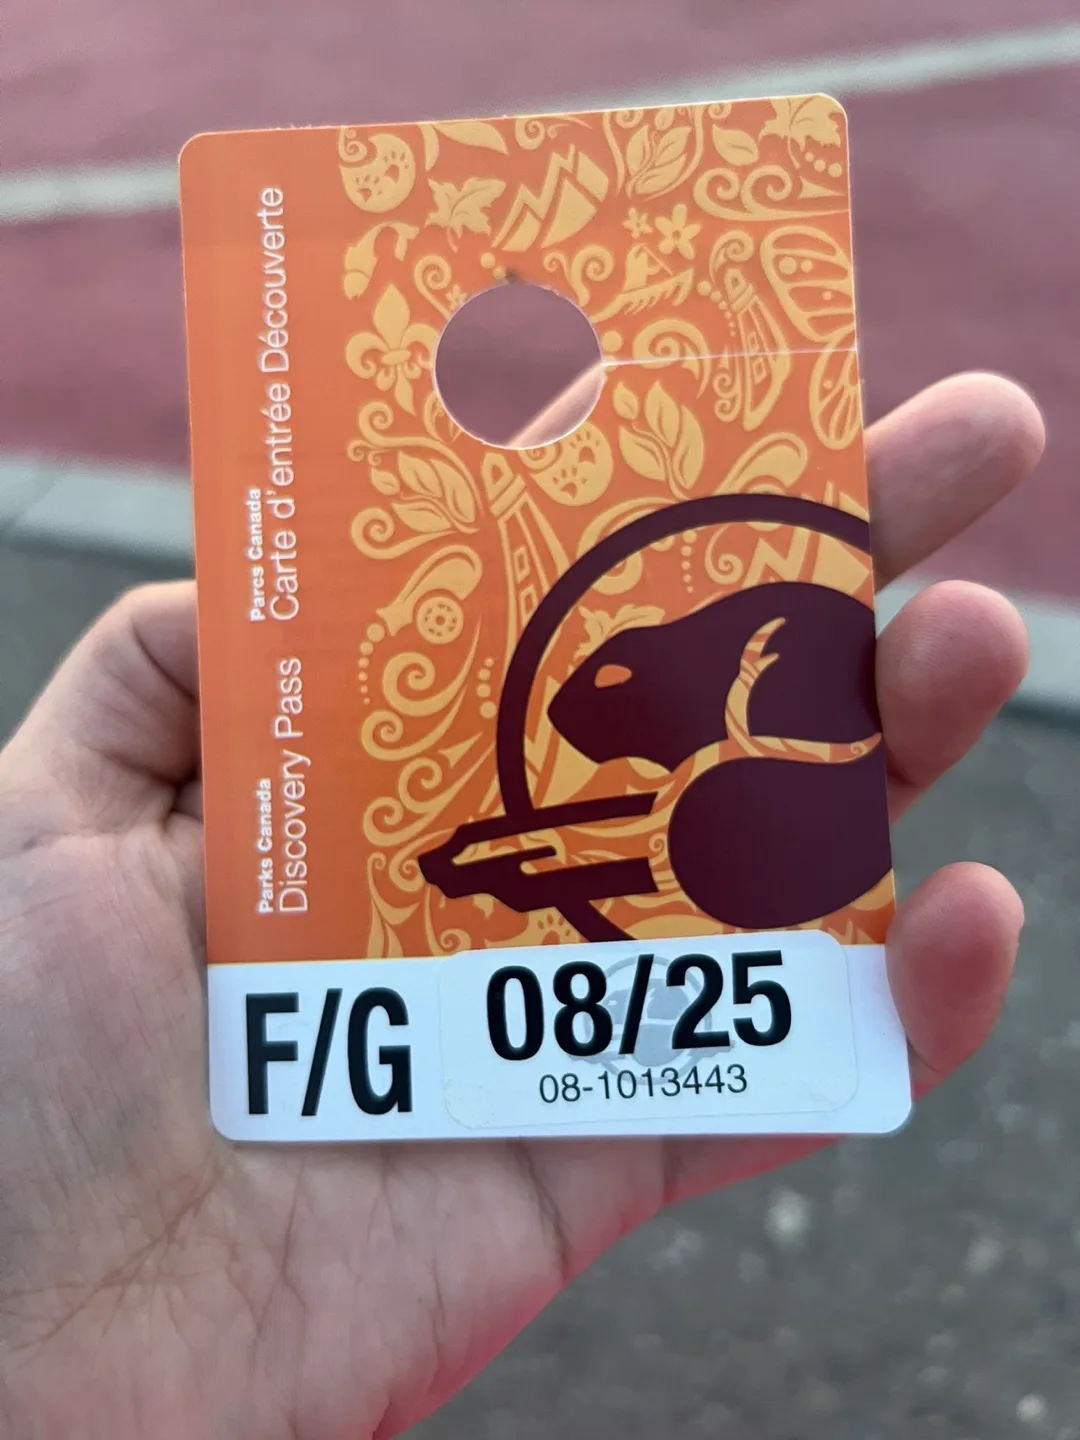 Parks Canada
Discovery Pass
Parcs Canada
Carte d'entrée Découverte
F/G
08/25
08-1013443